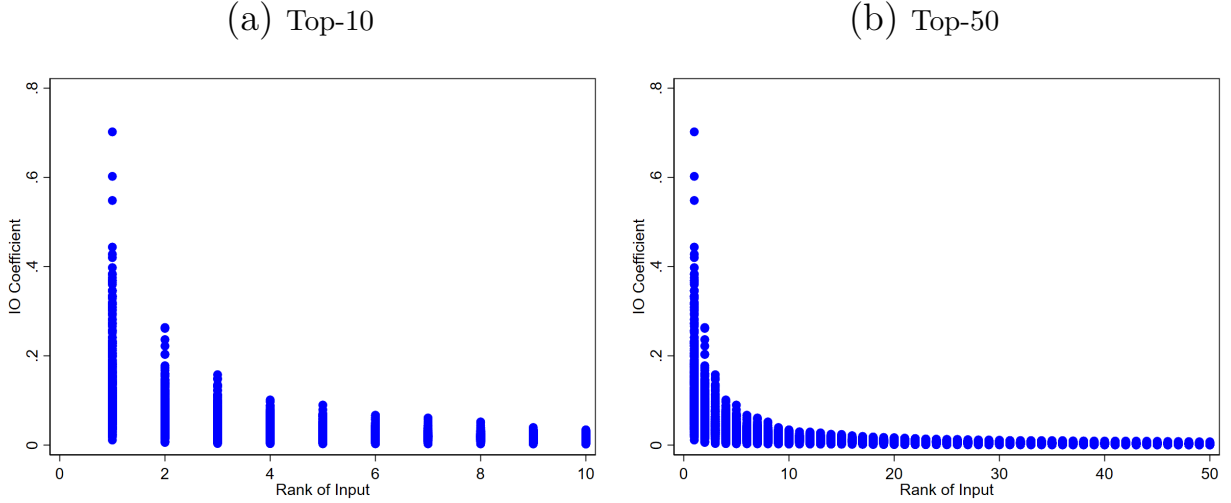 (a) Top-10
.8
.6
.4
.2
0
IO Coefficient
0 2 4 6 8 10
Rank of Input
(b) Top-50
.8
.6
.4
.2
0
IO Coefficient
0 10 20 30 40 50
Rank of Input